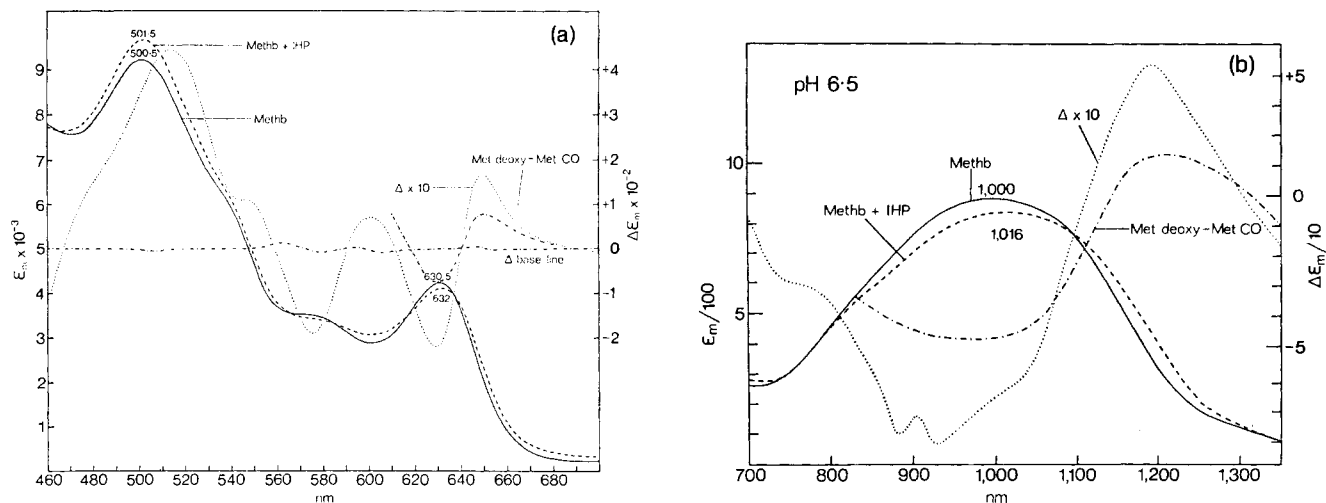 (a)
501·5
500·5
Methb + IHP
Methb
Met deoxy-Met CO
Δ x 10
Δ base line
630,5
632
9
8
7
6
5
4
3
2
1
+4
+3
+2
+1
0
-1
-2
εm x 10⁻³
Δεm x 10⁻²
460 480 500 520 540 560 580 600 620 640 660 680
nm
(b)
pH 6·5
Δ x 10
Methb
1,000
Methb + IHP
1,016
Met deoxy-Met CO
10
5
+5
0
-5
εm/100
Δεm/10
700 800 900 1,000 1,100 1,200 1,300
nm